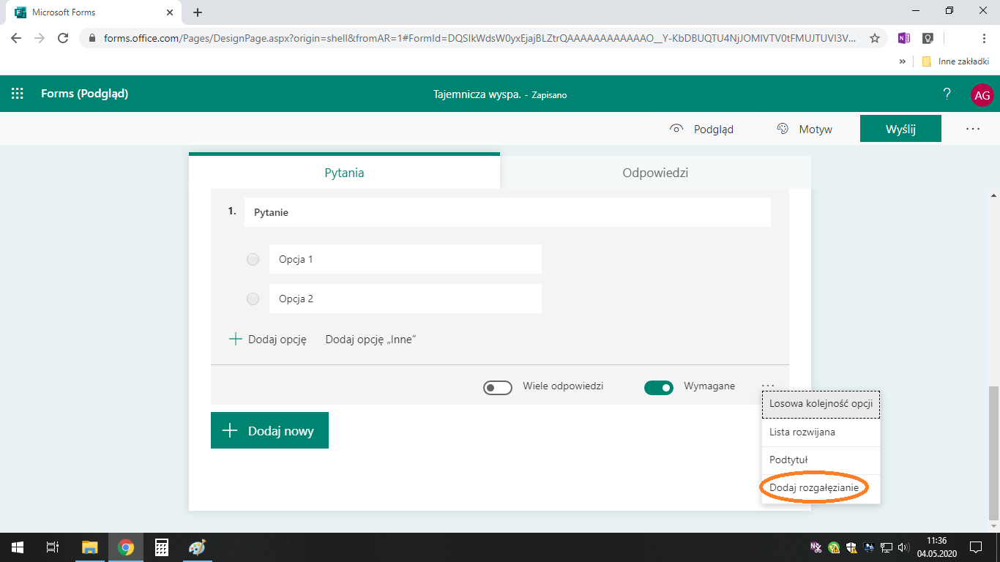 Microsoft Forms
forms.office.com/Pages/DesignPage.aspx?origin=shell&fromAR=1#FormId=DQSIkWdsW0yxEjajBLZtrQAAAAAAAAAAAAO__Y-KbDBUQTU4NjJOMlVTV0tFMUJTUVI3V...
» Inne zakładki
Forms (Podgląd)
Tajemnicza wyspa. - Zapisano
? AG
Podgląd Motyw Wyślij ...
Pytania Odpowiedzi
1. Pytanie
Opcja 1
Opcja 2
Dodaj opcję Dodaj opcję „Inne”
Wiele odpowiedzi Wymagane ...
Losowa kolejność opcji
Lista rozwijana
Podtytuł
Dodaj rozgałęzianie
Dodaj nowy
11:36
04.05.2020